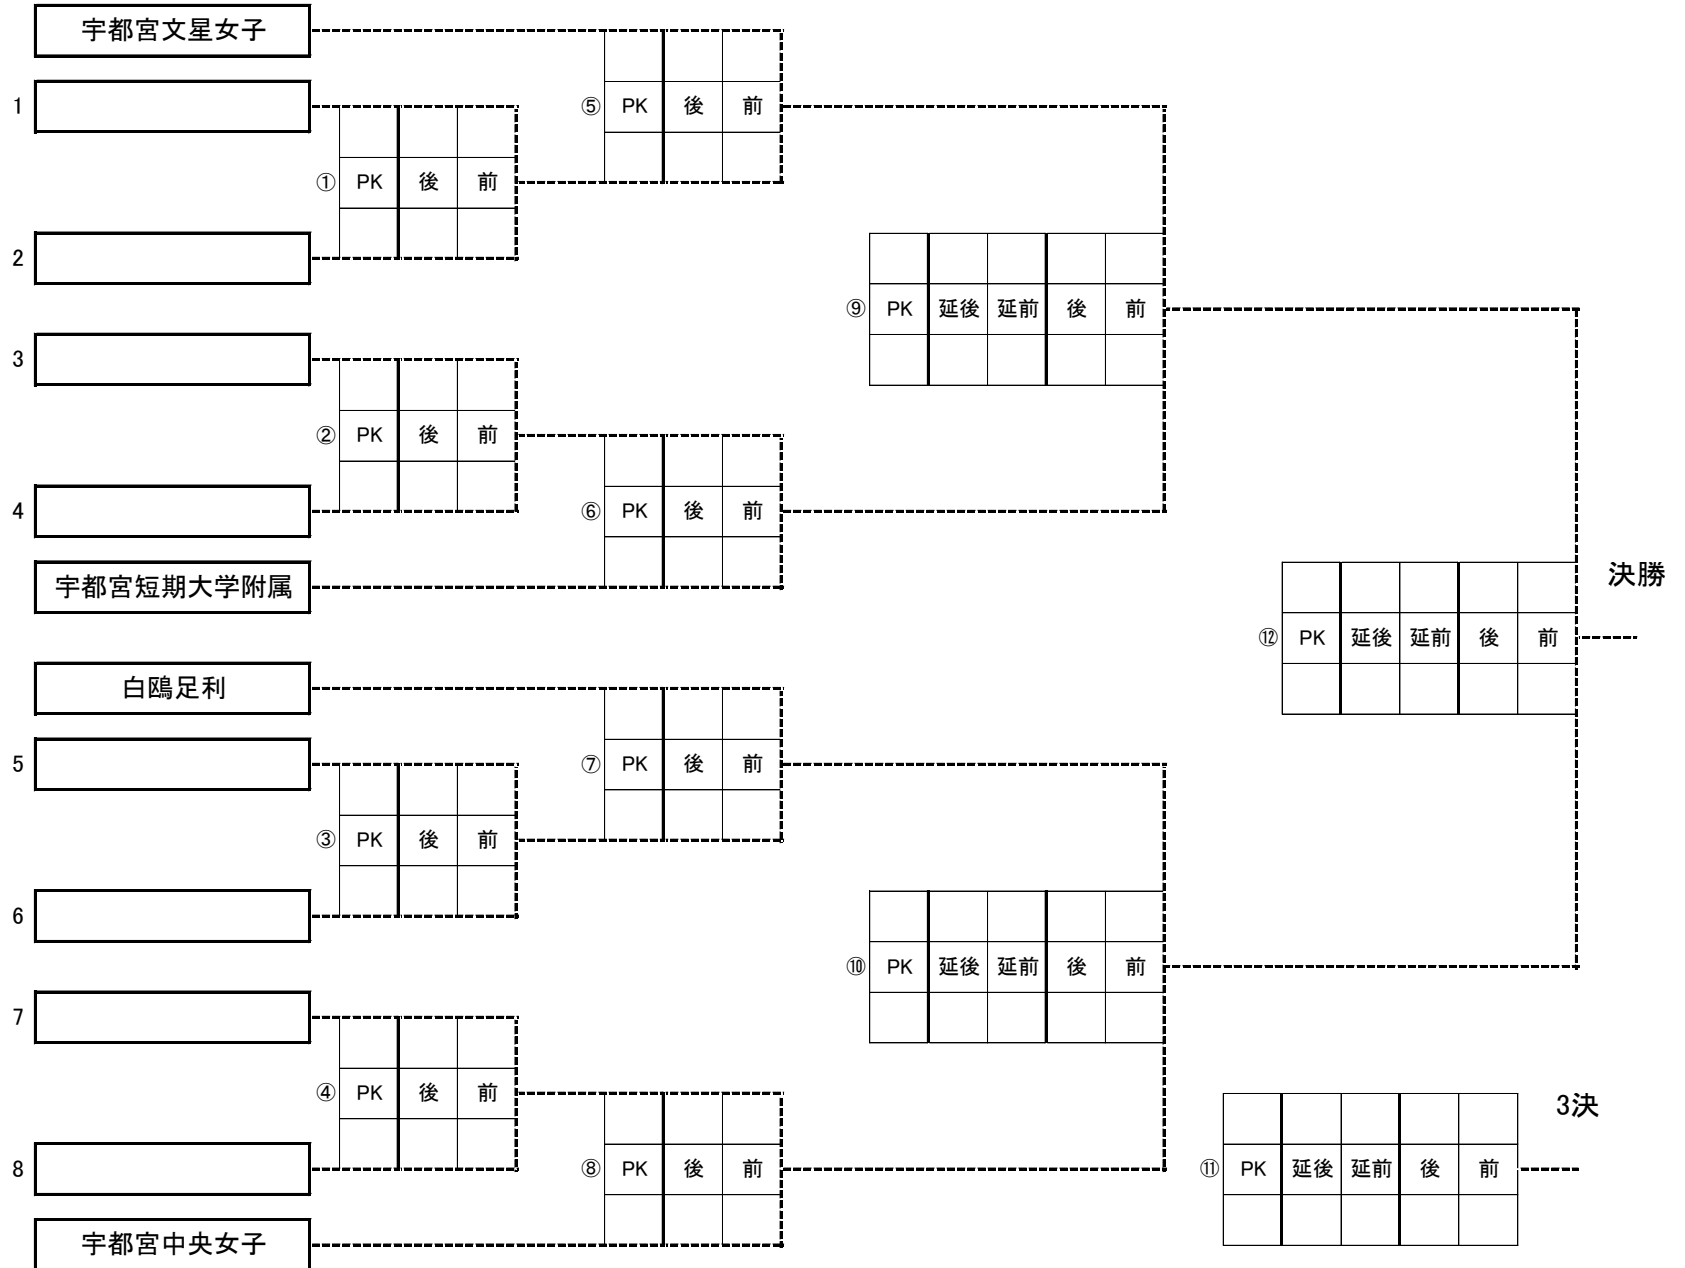 宇都宮文星女子
1
⑤ PK 後 前
① PK 後 前
2
⑨ PK 延後 延前 後 前
3
② PK 後 前
4
⑥ PK 後 前
宇都宮短期大学附属
決勝
⑫ PK 延後 延前 後 前
白鴎足利
5
⑦ PK 後 前
③ PK 後 前
6
⑩ PK 延後 延前 後 前
7
④ PK 後 前
3決
8
⑧ PK 後 前
⑪ PK 延後 延前 後 前
宇都宮中央女子